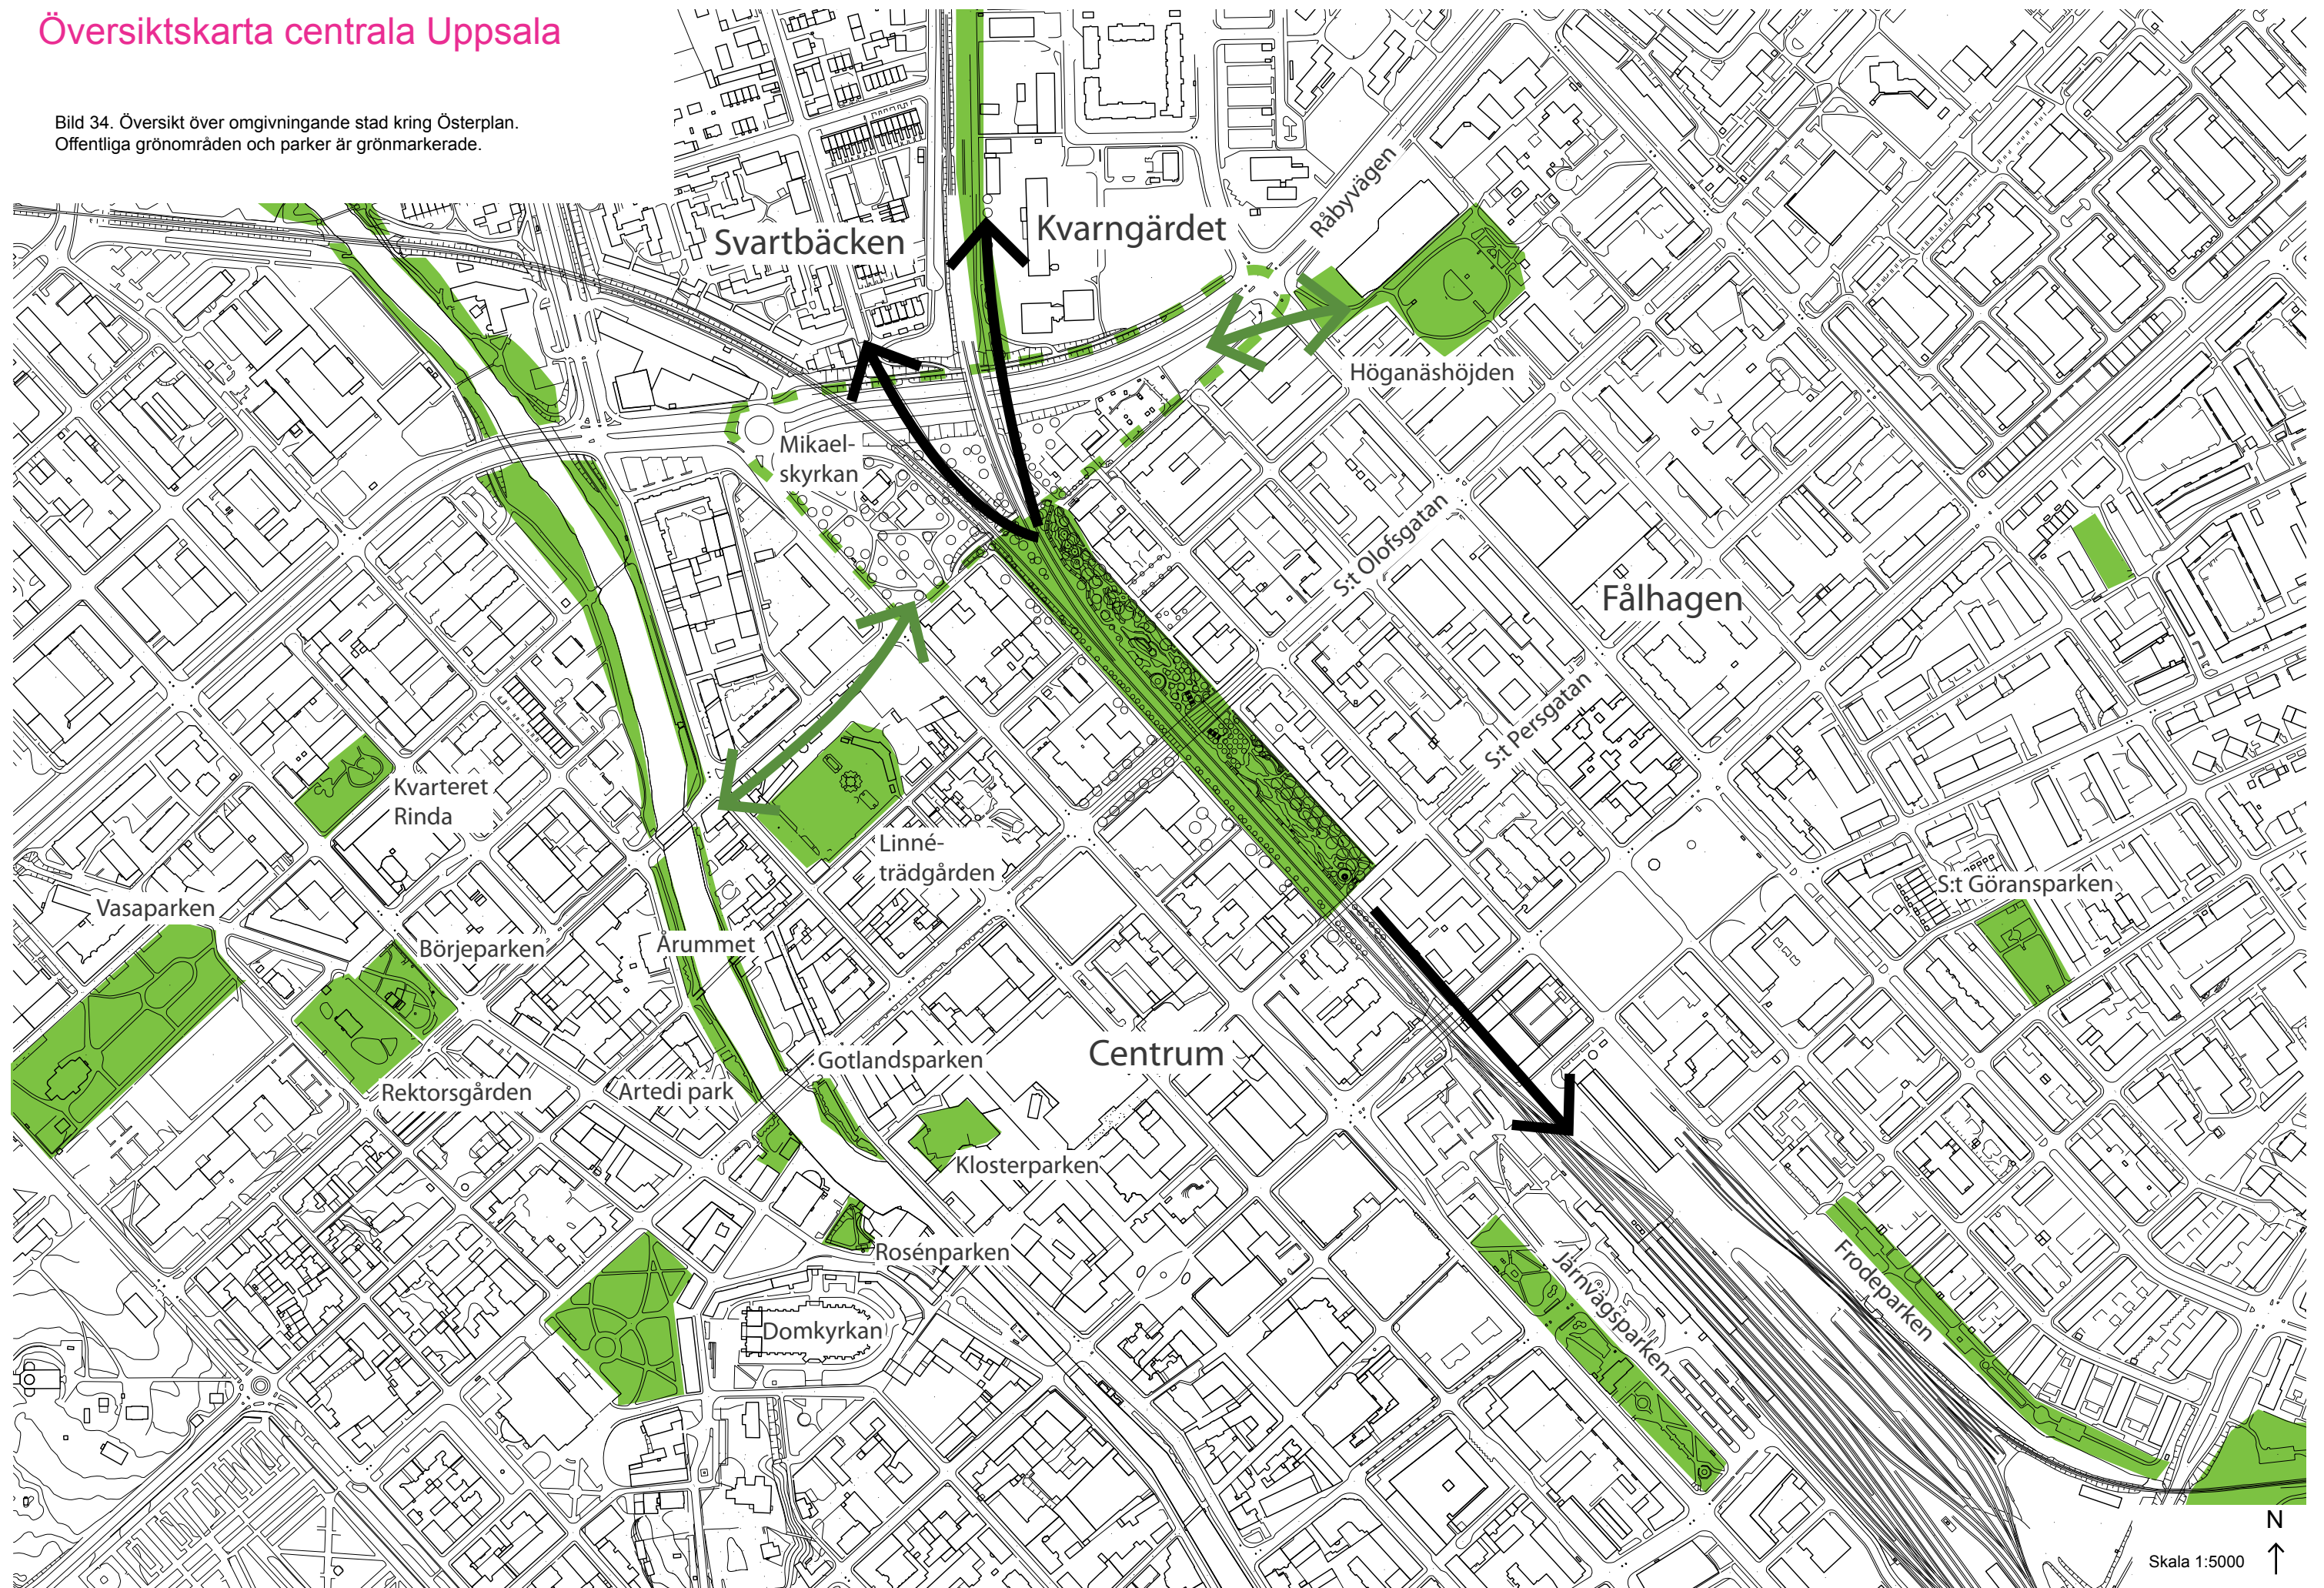 Översiktskarta centrala Uppsala
Bild 34. Översikt över omgivningande stad kring Österplan.
Offentliga grönområden och parker är grönmarkerade.
Råbyvägen
Kvarngärdet
Svartbäcken
Höganäshöjden
Mikael-
skyrkan
S:t Olofsgatan
Fålhagen
S:t Persgatan
Kvarteret
Rinda
Linné-
trädgården
S:t Göransparken
Vasaparken
Börjeparken
Årummet
Centrum
Gotlandsparken
Rektorsgården
Artedi park
Klosterparken
Rosénparken
Järnvägsparken
Frodeparken
Domkyrkan
N
Skala 1:5000